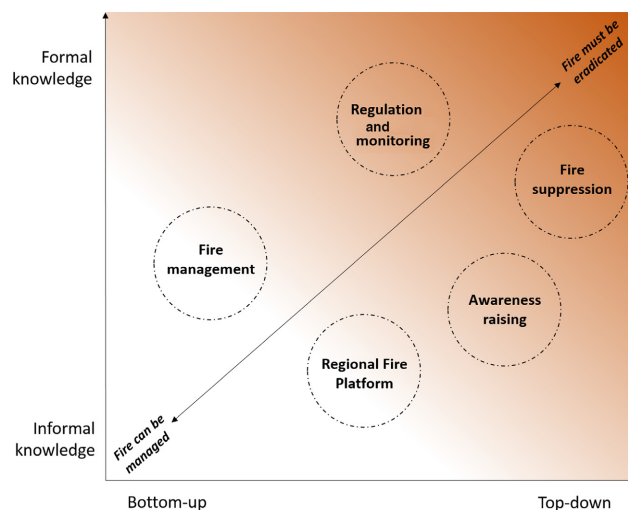 Formal
knowledge
Fire must be
eradicated
Regulation
and
monitoring
Fire
suppression
Fire
management
Awareness
raising
Regional Fire
Platform
Fire can be
managed
Informal
knowledge
Bottom-up
Top-down